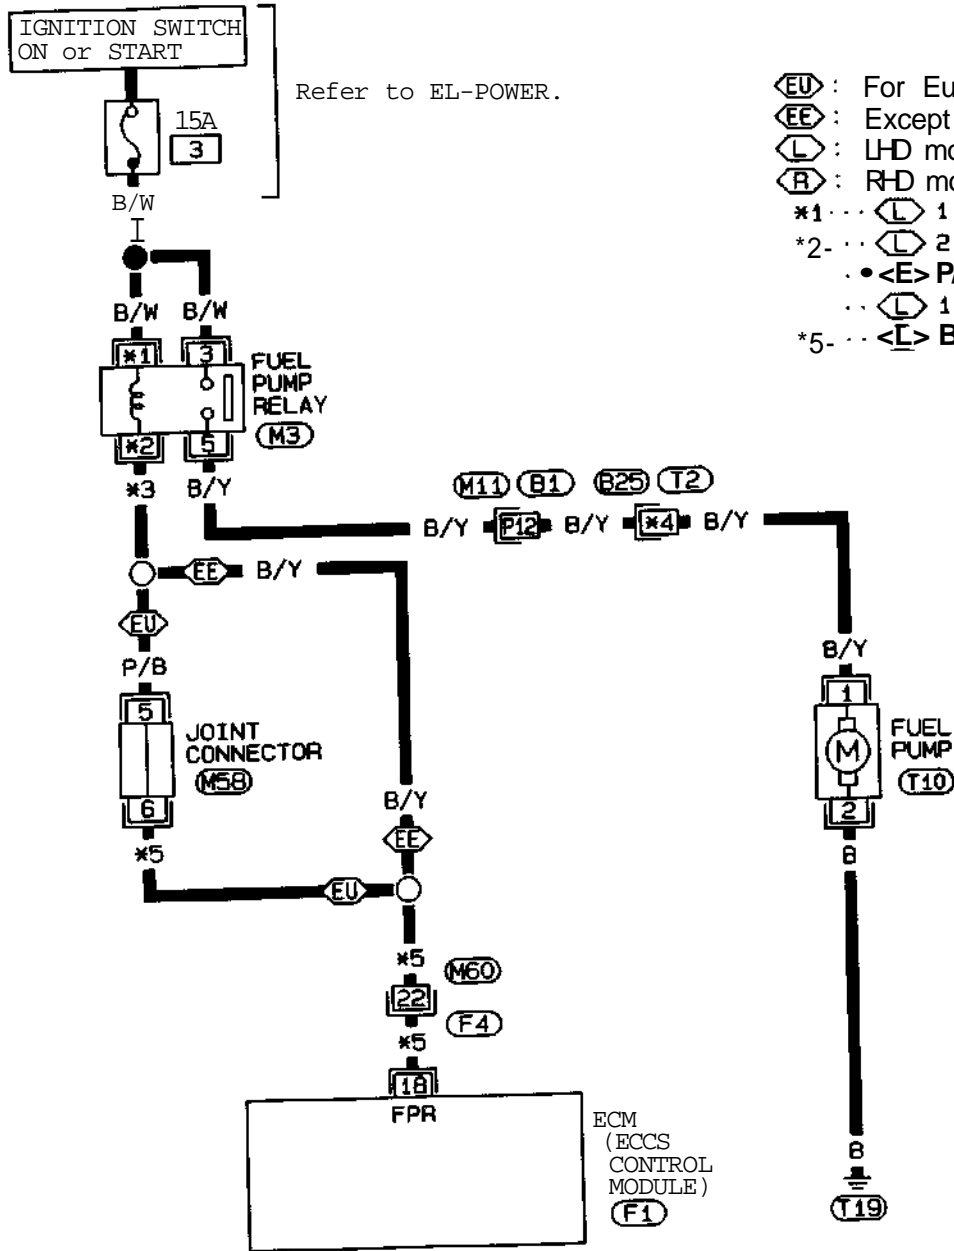 IGNITION SWITCH
ON or START
Refer to EL-POWER.
15A
3
B/W
EU : For Eu
EE : Except
L : LHD mo
R : RHD mo
*1 ··· L 1
*2- ·· L 2
·• <E> P/
·· L 1
*5- ·· <L> B
B/W B/W
*1 3
FUEL
PUMP
RELAY
M3
*2 5
*3 B/Y
M11 B1 B25 T2
B/Y P12 B/Y *4 B/Y
EE B/Y
EU
P/B
5
JOINT
CONNECTOR
M58
6
*5
B/Y
EE
EU
B/Y
1
M
FUEL
PUMP
T10
2
B
*5
M60
22
F4
*5
18
FPR
ECM
(ECCS
CONTROL
MODULE)
F1
B
T19